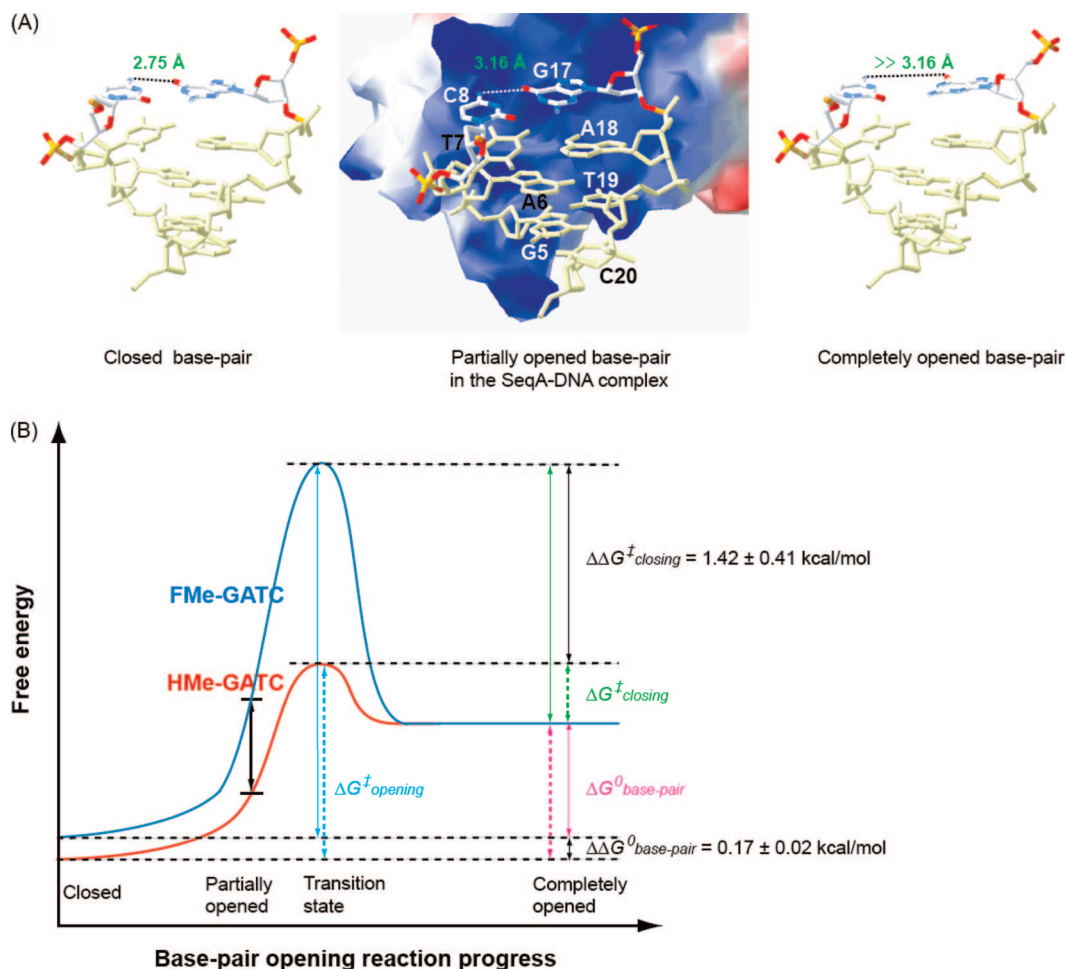 (A)
2.75 Å
3.16 Å
G17
C8
A18
T7
T19
A6
G5
C20
>> 3.16 Å
Closed base-pair
Partially opened base-pair
in the SeqA-DNA complex
Completely opened base-pair
(B)
Free energy
FMe-GATC
HMe-GATC
ΔΔG‡closing = 1.42 ± 0.41 kcal/mol
ΔG‡closing
ΔG‡opening
ΔG0base-pair
ΔΔG0base-pair = 0.17 ± 0.02 kcal/mol
Closed
Partially
opened
Transition
state
Completely
opened
Base-pair opening reaction progress